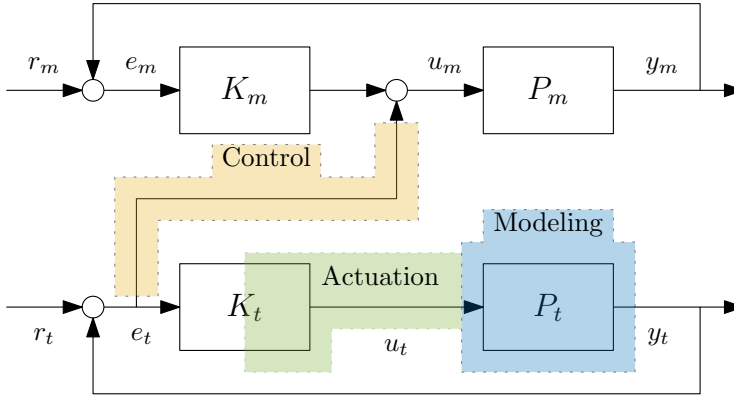 r_m e_m K_m u_m P_m y_m
Control
Modeling
Actuation
K_t P_t
r_t e_t u_t y_t